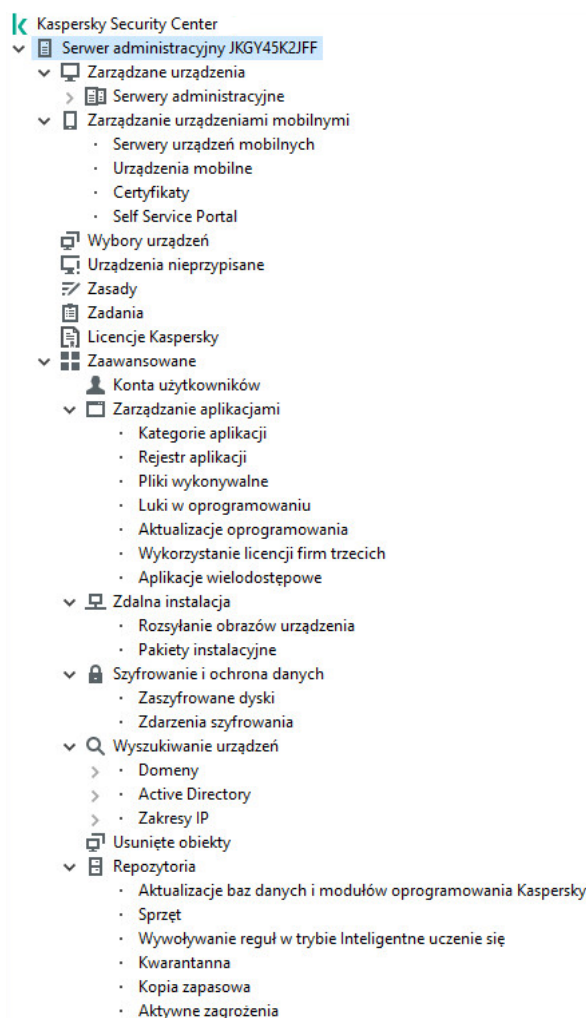 Kaspersky Security Center
Serwer administracyjny JKGY45K2JFF
Zarządzane urządzenia
Serwery administracyjne
Zarządzanie urządzeniami mobilnymi
Serwery urządzeń mobilnych
Urządzenia mobilne
Certyfikaty
Self Service Portal
Wybory urządzeń
Urządzenia nieprzypisane
Zasady
Zadania
Licencje Kaspersky
Zaawansowane
Konta użytkowników
Zarządzanie aplikacjami
Kategorie aplikacji
Rejestr aplikacji
Pliki wykonywalne
Luki w oprogramowaniu
Aktualizacje oprogramowania
Wykorzystanie licencji firm trzecich
Aplikacje wielodostępowe
Zdalna instalacja
Rozsyłanie obrazów urządzenia
Pakiety instalacyjne
Szyfrowanie i ochrona danych
Zaszyfrowane dyski
Zdarzenia szyfrowania
Wyszukiwanie urządzeń
Domeny
Active Directory
Zakresy IP
Usunięte obiekty
Repozytoria
Aktualizacje baz danych i modułów oprogramowania Kaspersky
Sprzęt
Wywoływanie reguł w trybie Inteligentne uczenie się
Kwarantanna
Kopia zapasowa
Aktywne zagrożenia